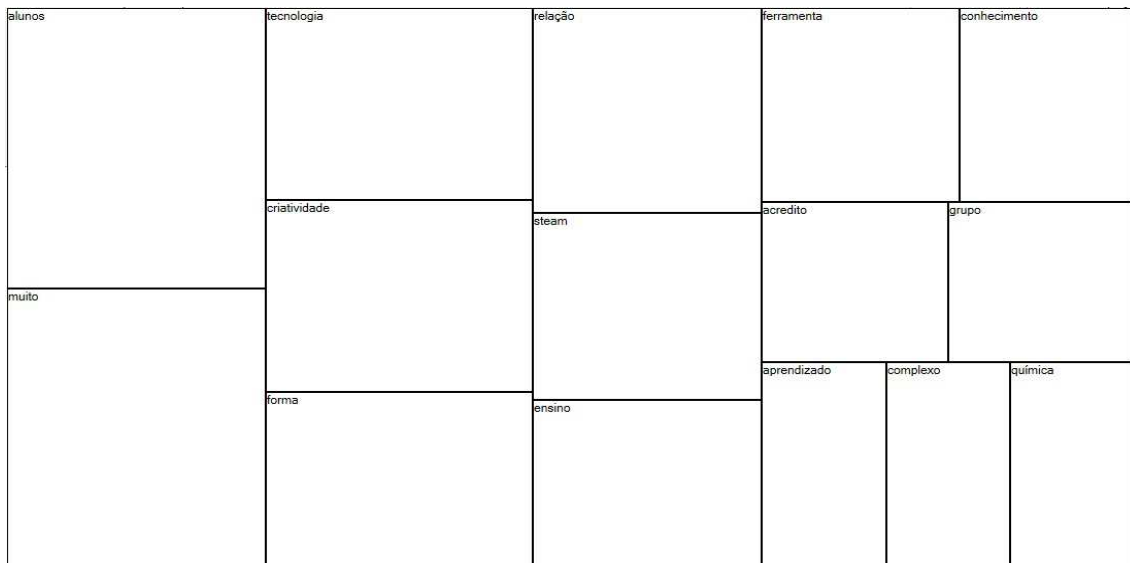 alunos
tecnologia
relação
ferramenta
conhecimento
criatividade
acredito
grupo
steam
muito
aprendizado
complexo
química
forma
ensino